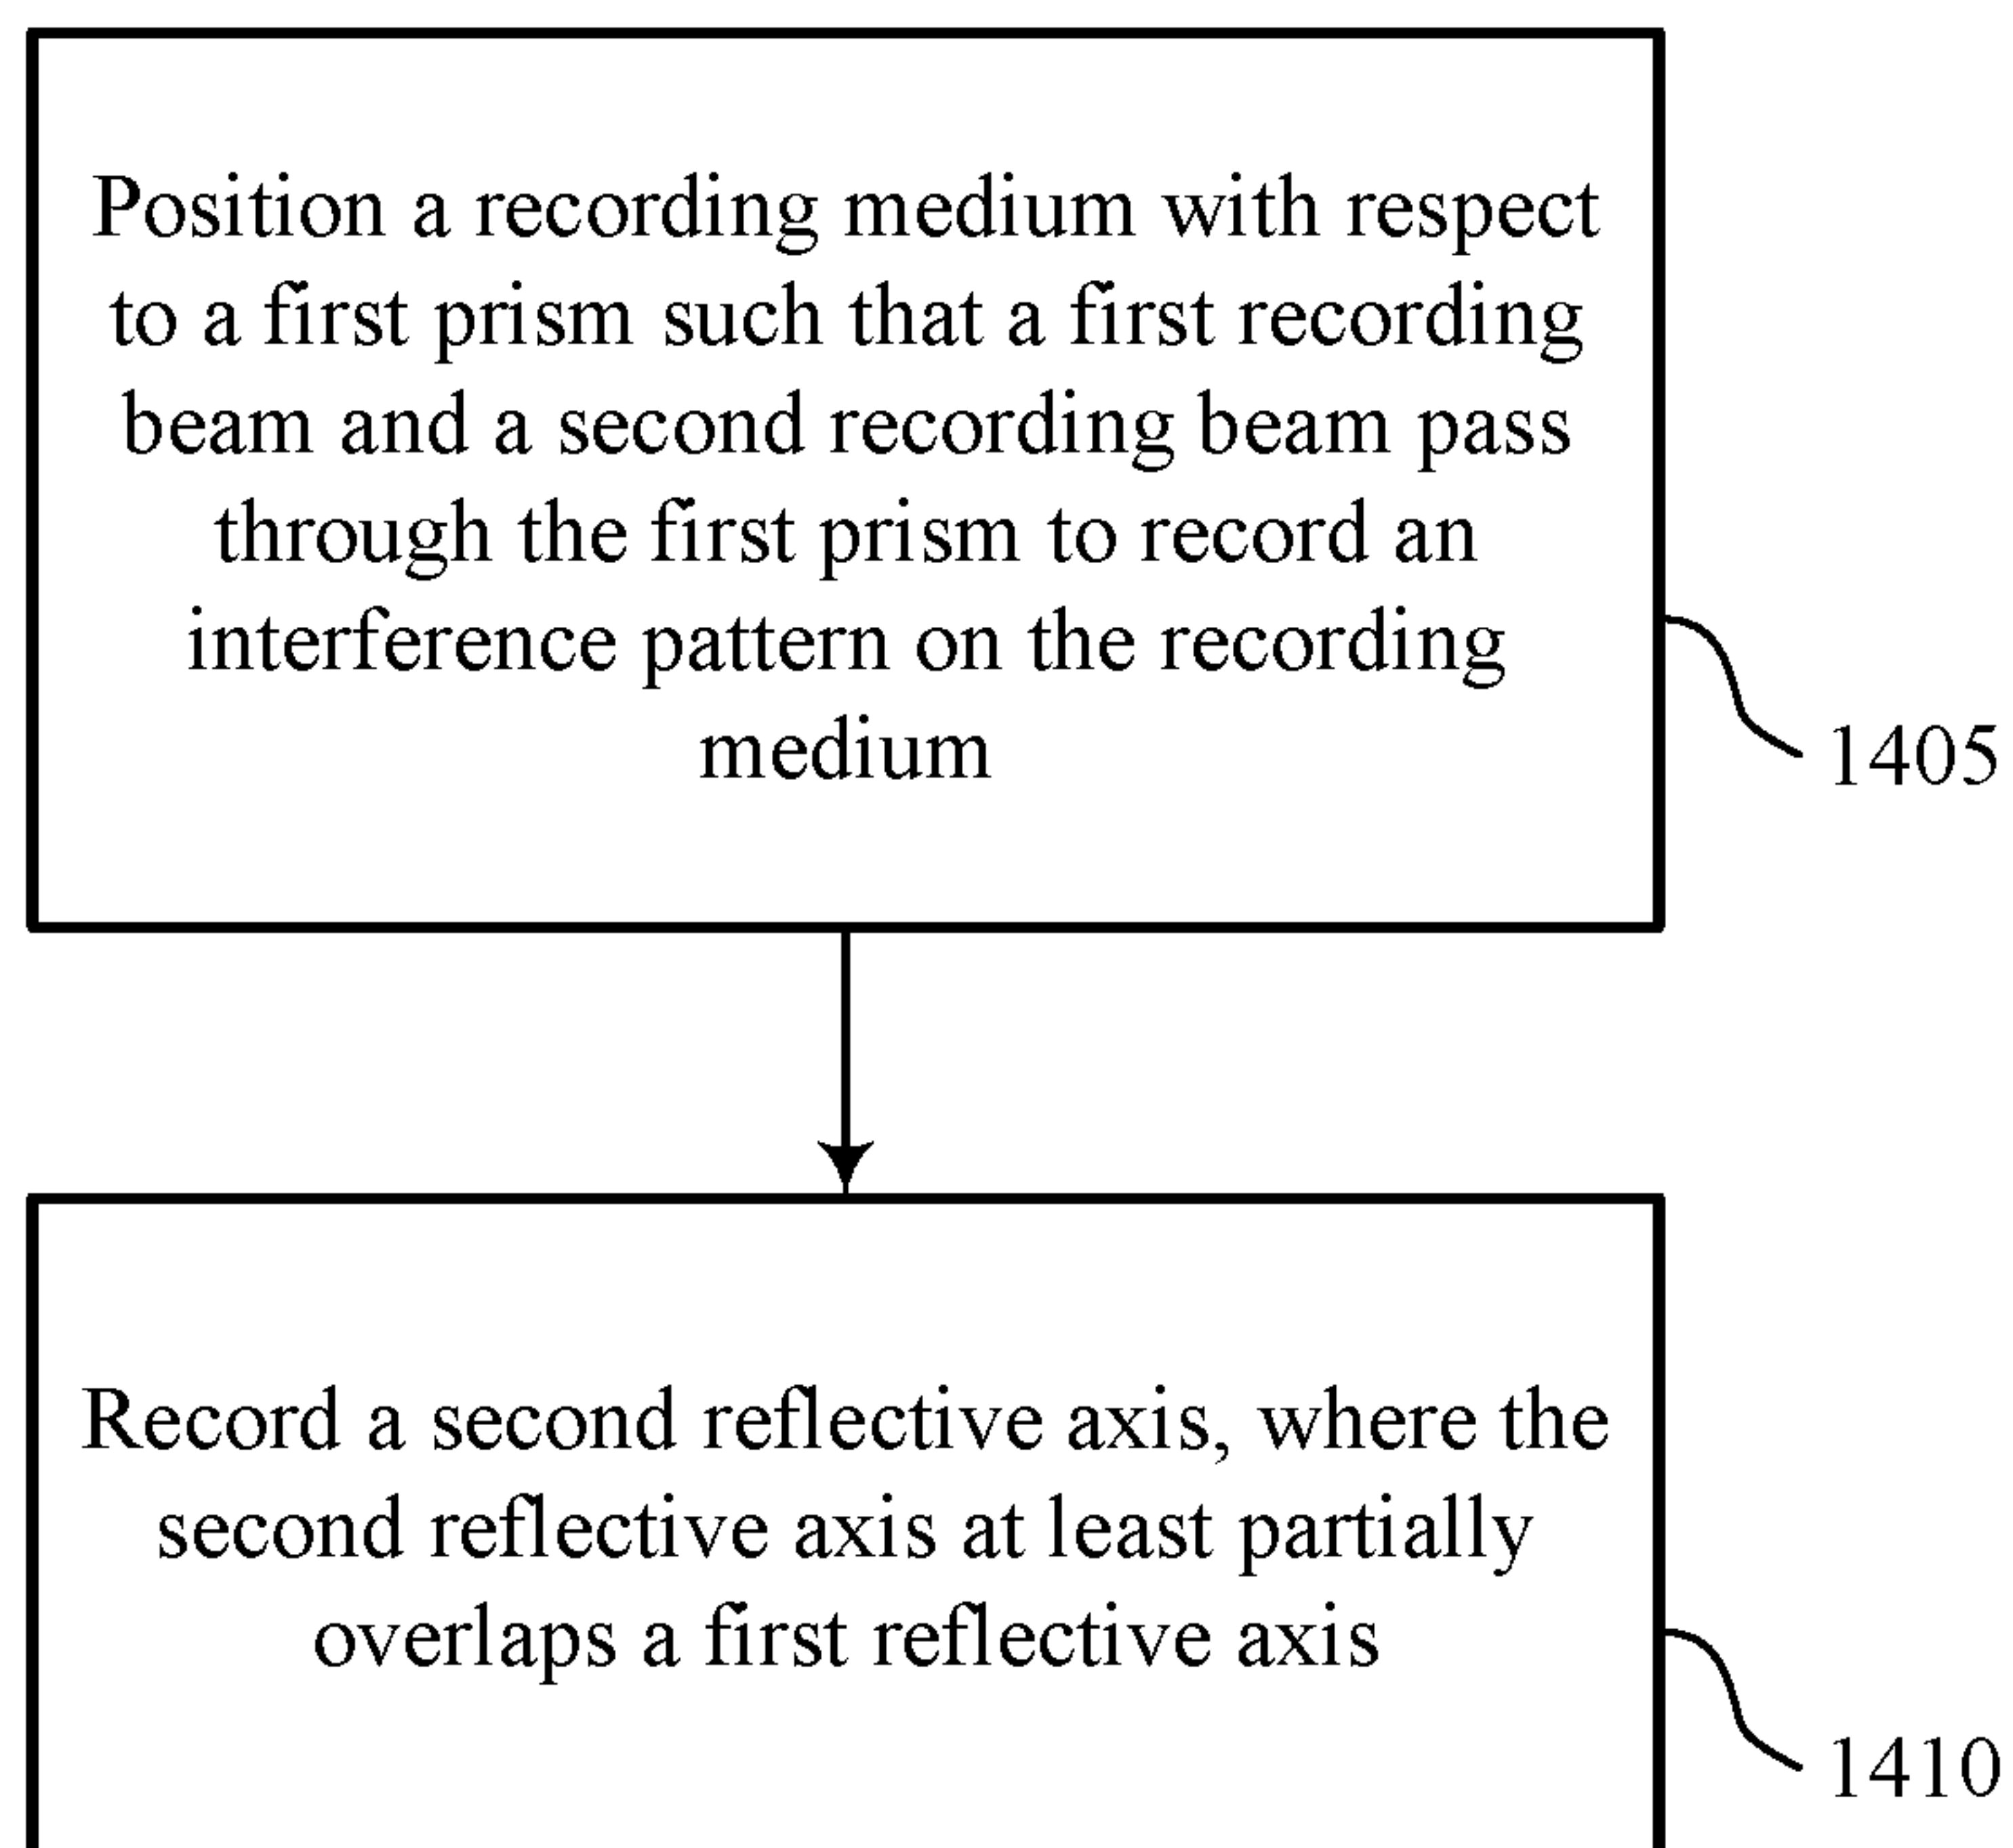 Position a recording medium with respect
to a first prism such that a first recording
beam and a second recording beam pass
through the first prism to record an
interference pattern on the recording
medium
1405
Record a second reflective axis, where the
second reflective axis at least partially
overlaps a first reflective axis
1410